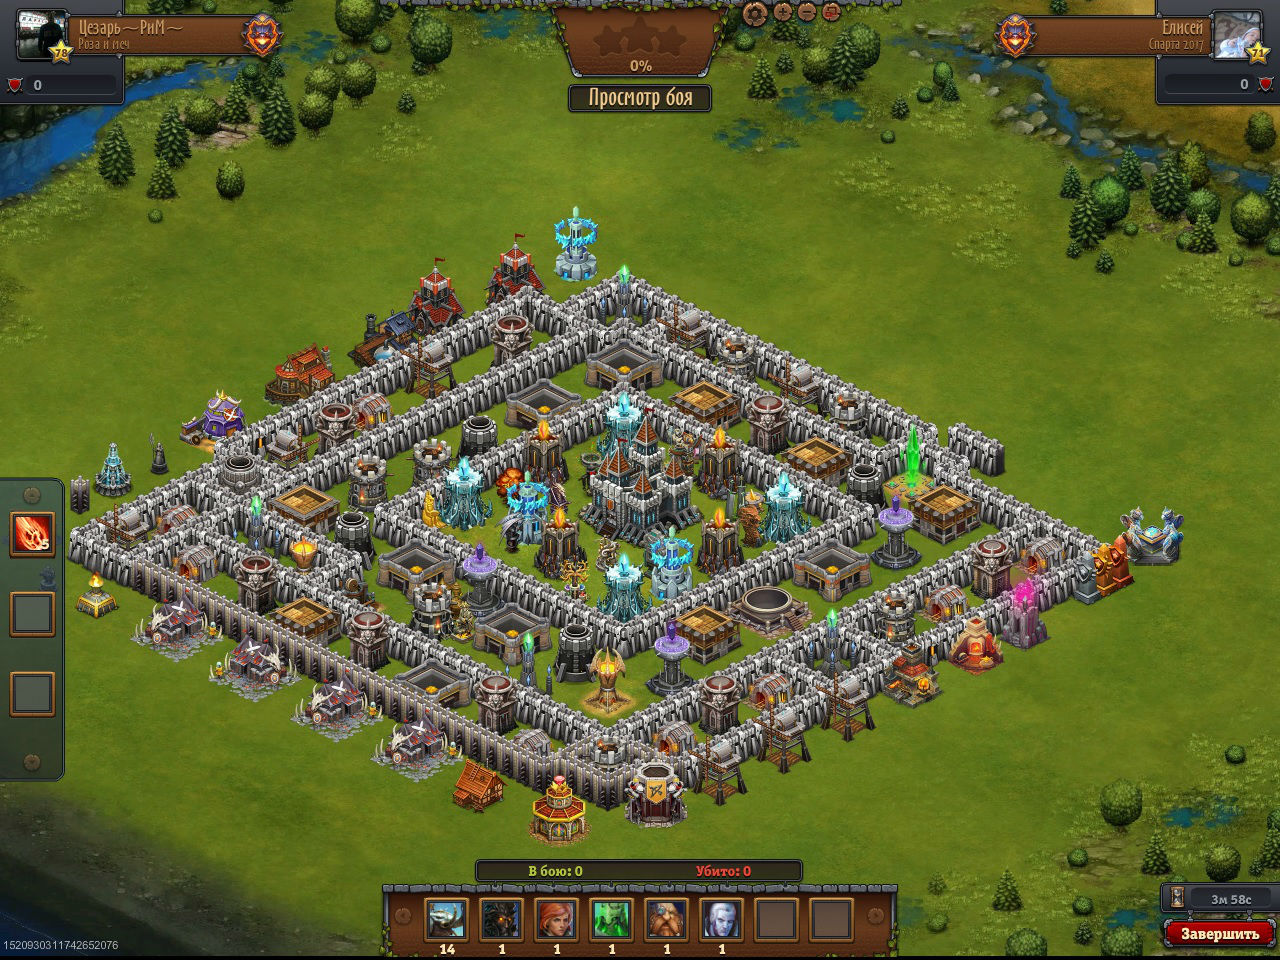 Цезарь~РиМ~
Роза и меч
78
0
0%
Просмотр боя
Елисей
Спарта 2017
71
0
5
В бою: 0
Убито: 0
14
1
1
1
1
1
3м 58с
Завершить
1520930311742652076